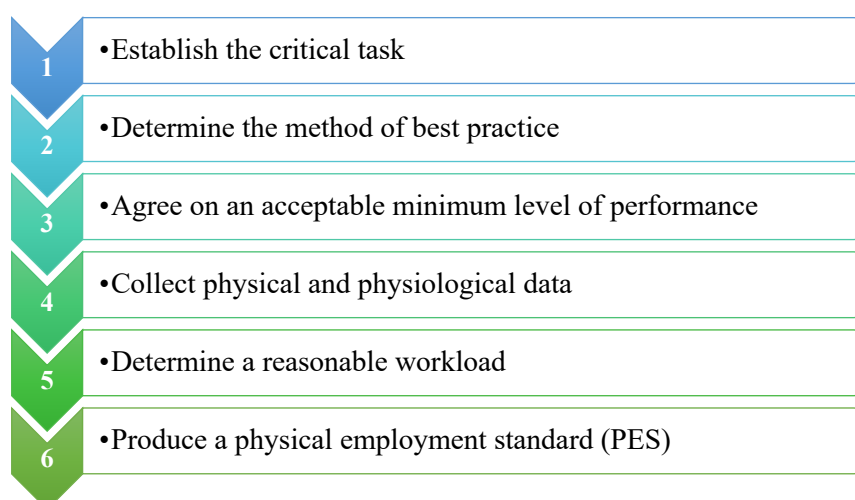 1 •Establish the critical task
2 •Determine the method of best practice
3 •Agree on an acceptable minimum level of performance
4 •Collect physical and physiological data
5 •Determine a reasonable workload
6 •Produce a physical employment standard (PES)